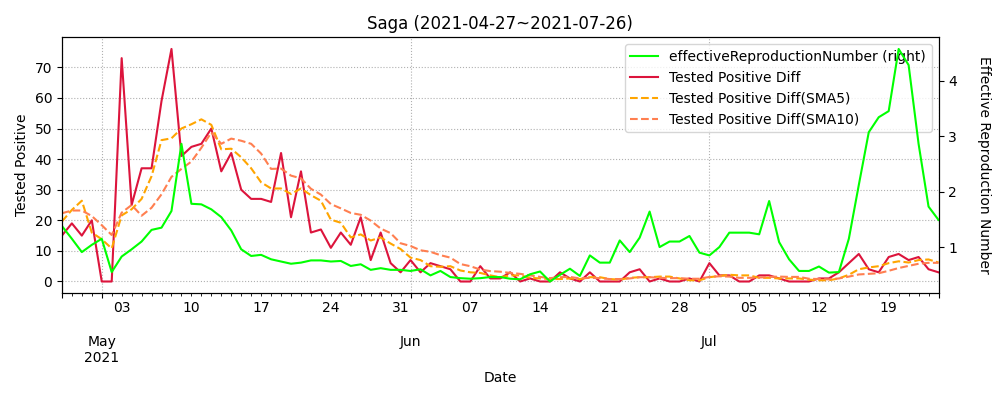 Saga (2021-04-27~2021-07-26)
effectiveReproductionNumber (right)
Tested Positive Diff
Tested Positive Diff(SMA5)
Tested Positive Diff(SMA10)
Tested Positive
70
60
50
40
30
20
10
0
4
3
2
1
Effective Reproduction Number
03 10 17 24 31 07 14 21 28 05 12 19
May Jun Jul
2021
Date